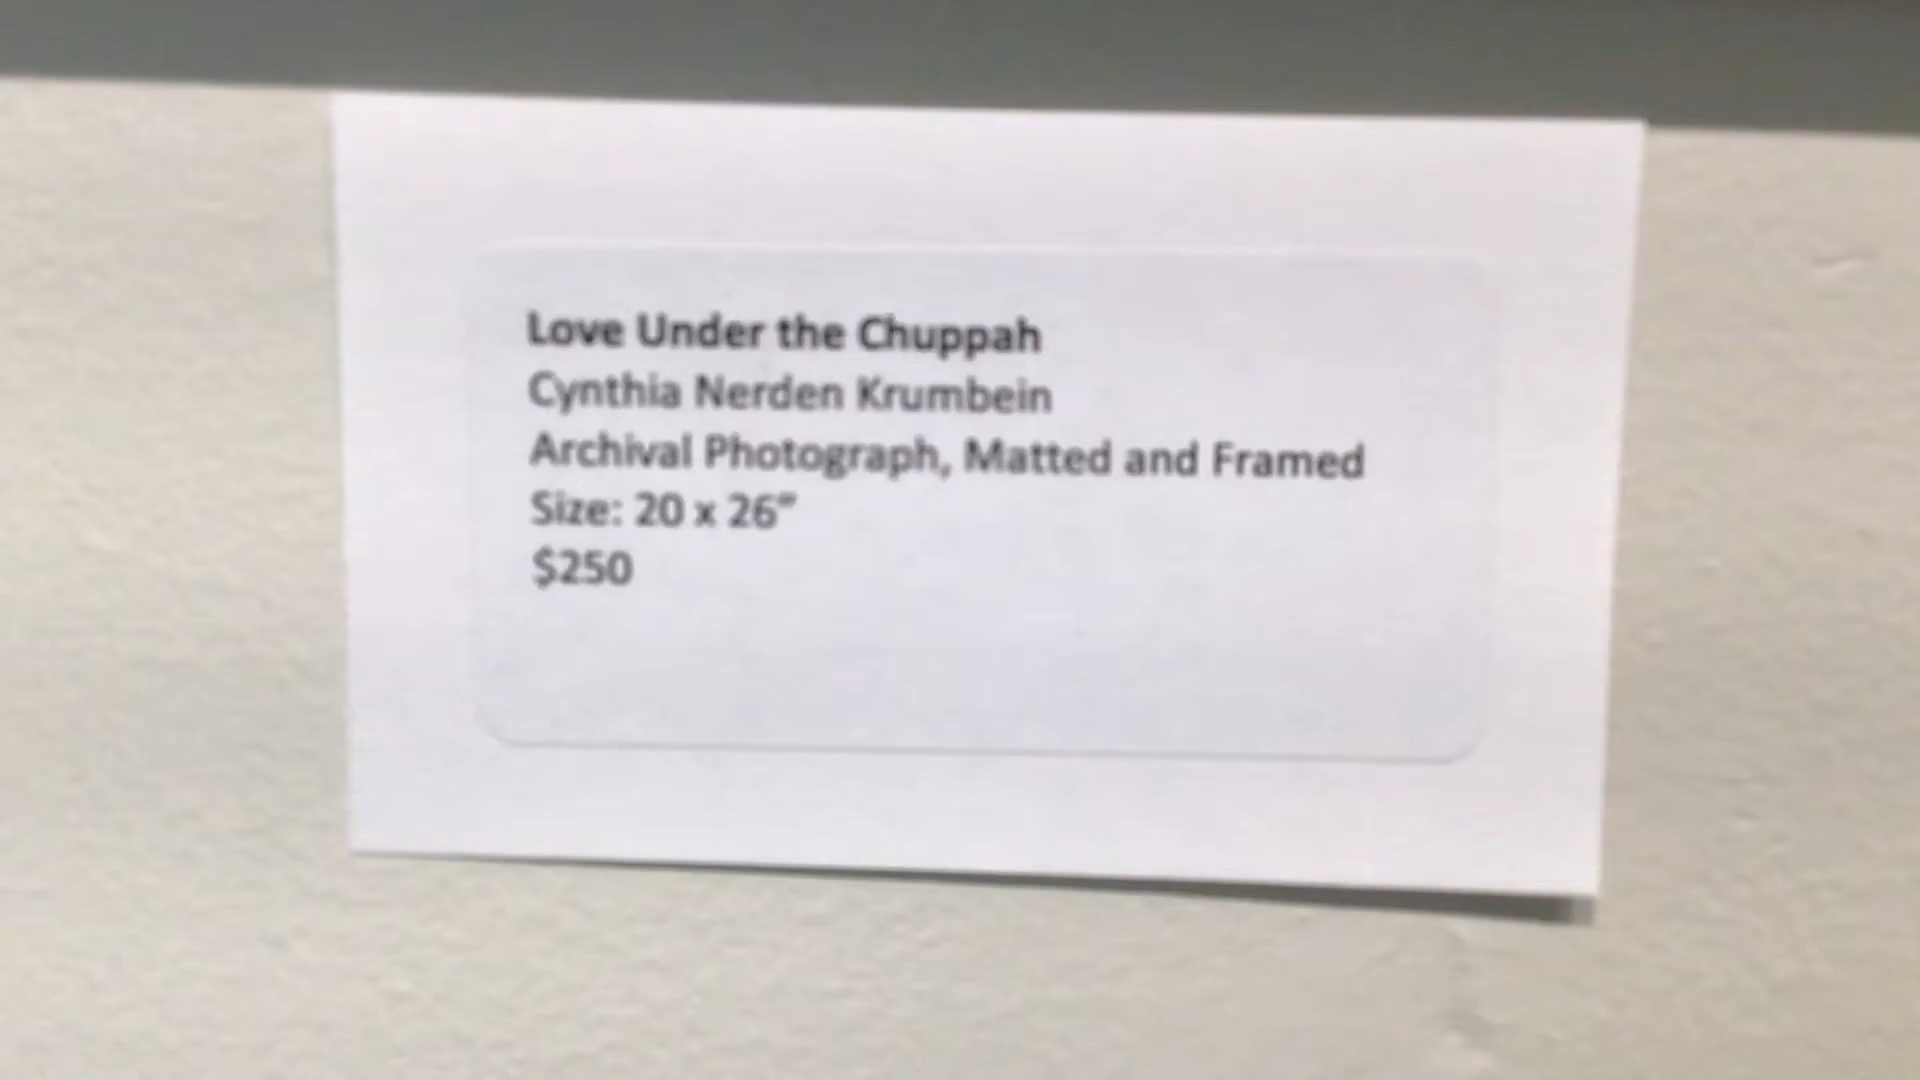 Love Under the Chuppah
Cynthia Nerden Krumbein
Archival Photograph, Matted and Framed
Size: 20 x 26”
$250